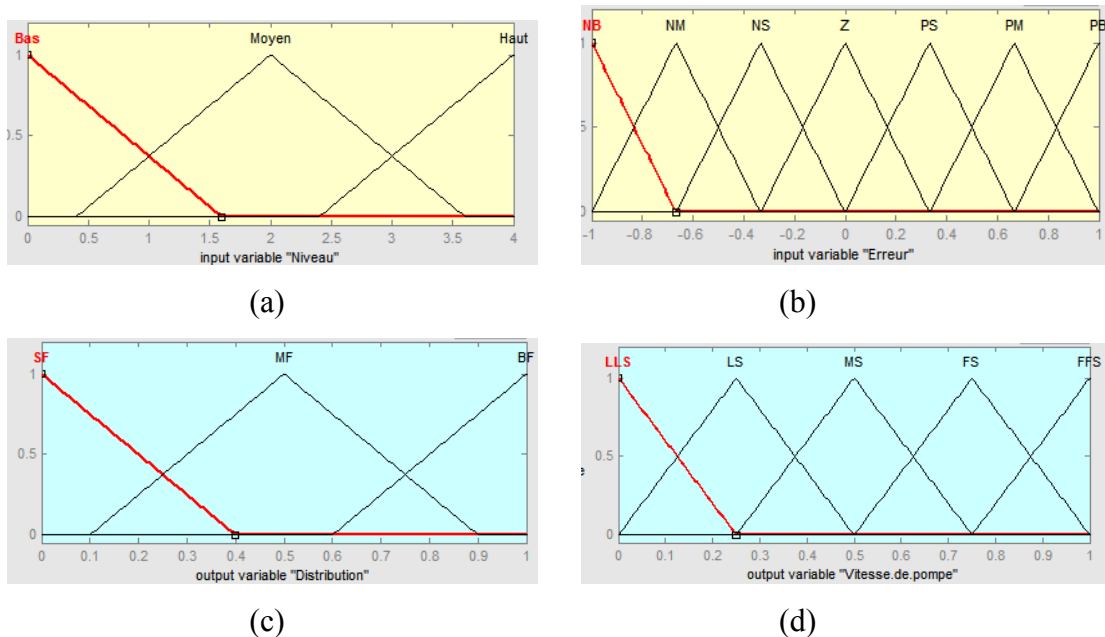 Bas Moyen Haut
1
0.5
0
0 0.5 1 1.5 2 2.5 3 3.5 4
input variable "Niveau"
(a)
NB NM NS Z PS PM PB
1
5
0
-1 -0.8 -0.6 -0.4 -0.2 0 0.2 0.4 0.6 0.8 1
input variable "Erreur"
(b)
SF MF BF
1
0.5
0
0 0.1 0.2 0.3 0.4 0.5 0.6 0.7 0.8 0.9 1
output variable "Distribution"
(c)
LLS LS MS FS FFS
1
0.5
e
0
0 0.1 0.2 0.3 0.4 0.5 0.6 0.7 0.8 0.9 1
output variable "Vitesse.de.pompe"
(d)